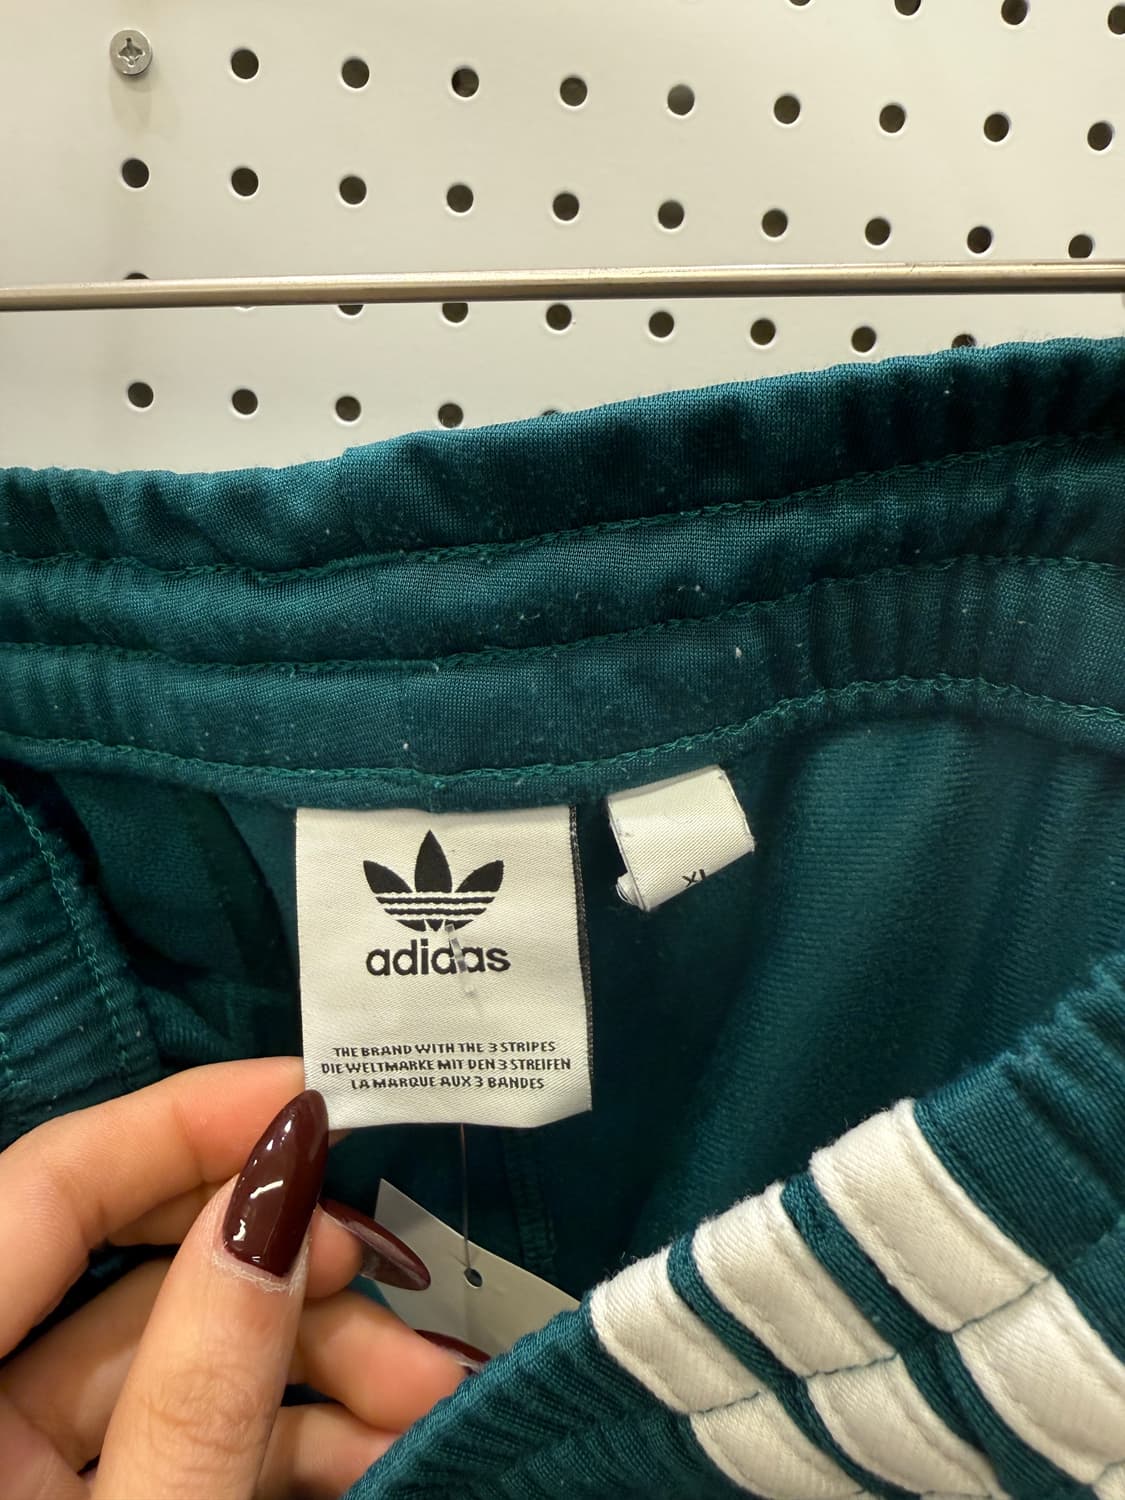 adidas
THE BRAND WITH THE 3 STRIPES
DIE WELTMARKE MIT DEN 3 STREIFEN
LA MARQUE AUX 3 BANDES
XL